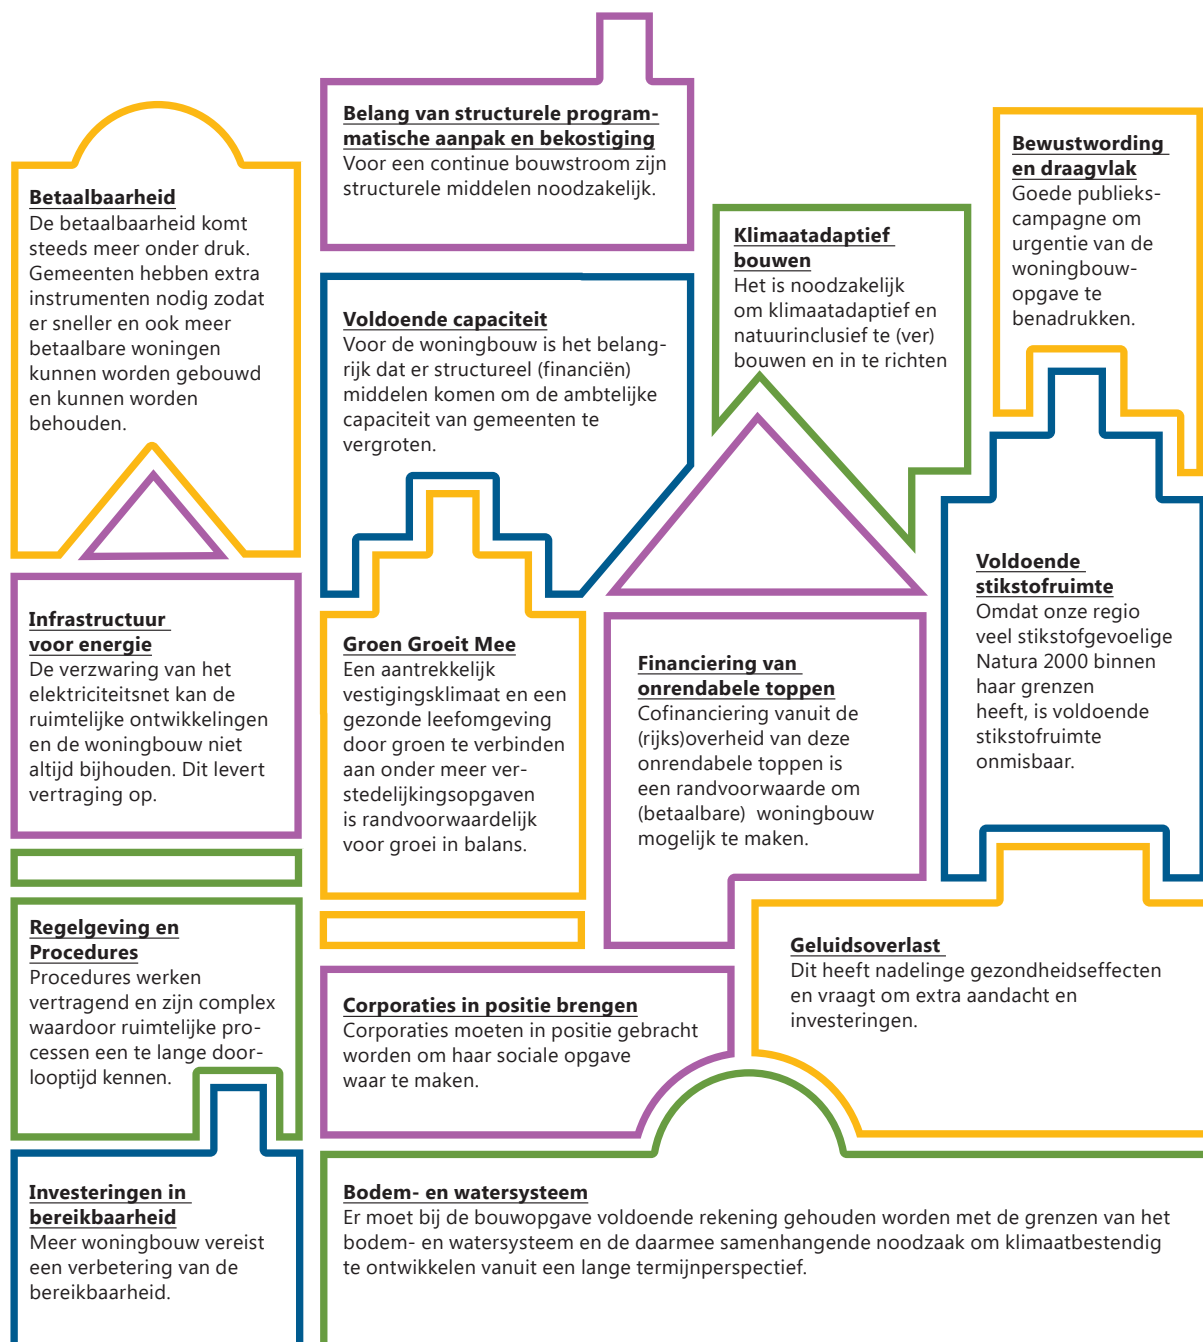 Betaalbaarheid
De betaalbaarheid komt
steeds meer onder druk.
Gemeenten hebben extra
instrumenten nodig zodat
er sneller en ook meer
betaalbare woningen
kunnen worden gebouwd
en kunnen worden
behouden.
Infrastructuur
voor energie
De verzwaring van het
elektriciteitsnet kan de
ruimtelijke ontwikkelingen
en de woningbouw niet
altijd bijhouden. Dit levert
vertraging op.
Regelgeving en
Procedures
Procedures werken
vertragend en zijn complex
waardoor ruimtelijke pro-
cessen een te lange door-
looptijd kennen.
Investeringen in
bereikbaarheid
Meer woningbouw vereist
een verbetering van de
bereikbaarheid.
Belang van structurele program-
matische aanpak en bekostiging
Voor een continue bouwstroom zijn
structurele middelen noodzakelijk.
Voldoende capaciteit
Voor de woningbouw is het belang-
rijk dat er structureel (financiën)
middelen komen om de ambtelijke
capaciteit van gemeenten te
vergroten.
Groen Groeit Mee
Een aantrekkelijk
vestigingsklimaat en een
gezonde leefomgeving
door groen te verbinden
aan onder meer ver-
stedelijkingsopgaven
is randvoorwaardelijk
voor groei in balans.
Corporaties in positie brengen
Corporaties moeten in positie gebracht
worden om haar sociale opgave
waar te maken.
Klimaatadaptief
bouwen
Het is noodzakelijk
om klimaatadaptief en
natuurinclusief te (ver)
bouwen en in te richten
Financiering van
onrendabele toppen
Cofinanciering vanuit de
(rijks)overheid van deze
onrendabele toppen is
een randvoorwaarde om
(betaalbare) woningbouw
mogelijk te maken.
Bewustwording
en draagvlak
Goede publieks-
campagne om
urgentie van de
woningbouw-
opgave te
benadrukken.
Voldoende
stikstofruimte
Omdat onze regio
veel stikstofgevoelige
Natura 2000 binnen
haar grenzen
heeft, is voldoende
stikstofruimte
onmisbaar.
Geluidsoverlast
Dit heeft nadelinge gezondheidseffecten
en vraagt om extra aandacht en
investeringen.
Bodem- en watersysteem
Er moet bij de bouwopgave voldoende rekening gehouden worden met de grenzen van het
bodem- en watersysteem en de daarmee samenhangende noodzaak om klimaatbestendig
te ontwikkelen vanuit een lange termijnperspectief.